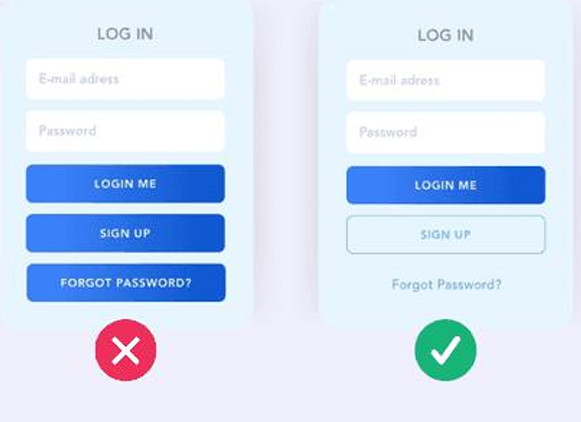 LOG IN
E-mail adress
Password
LOGIN ME
SIGN UP
FORGOT PASSWORD?
LOG IN
E-mail adress
Password
LOGIN ME
SIGN UP
Forgot Password?